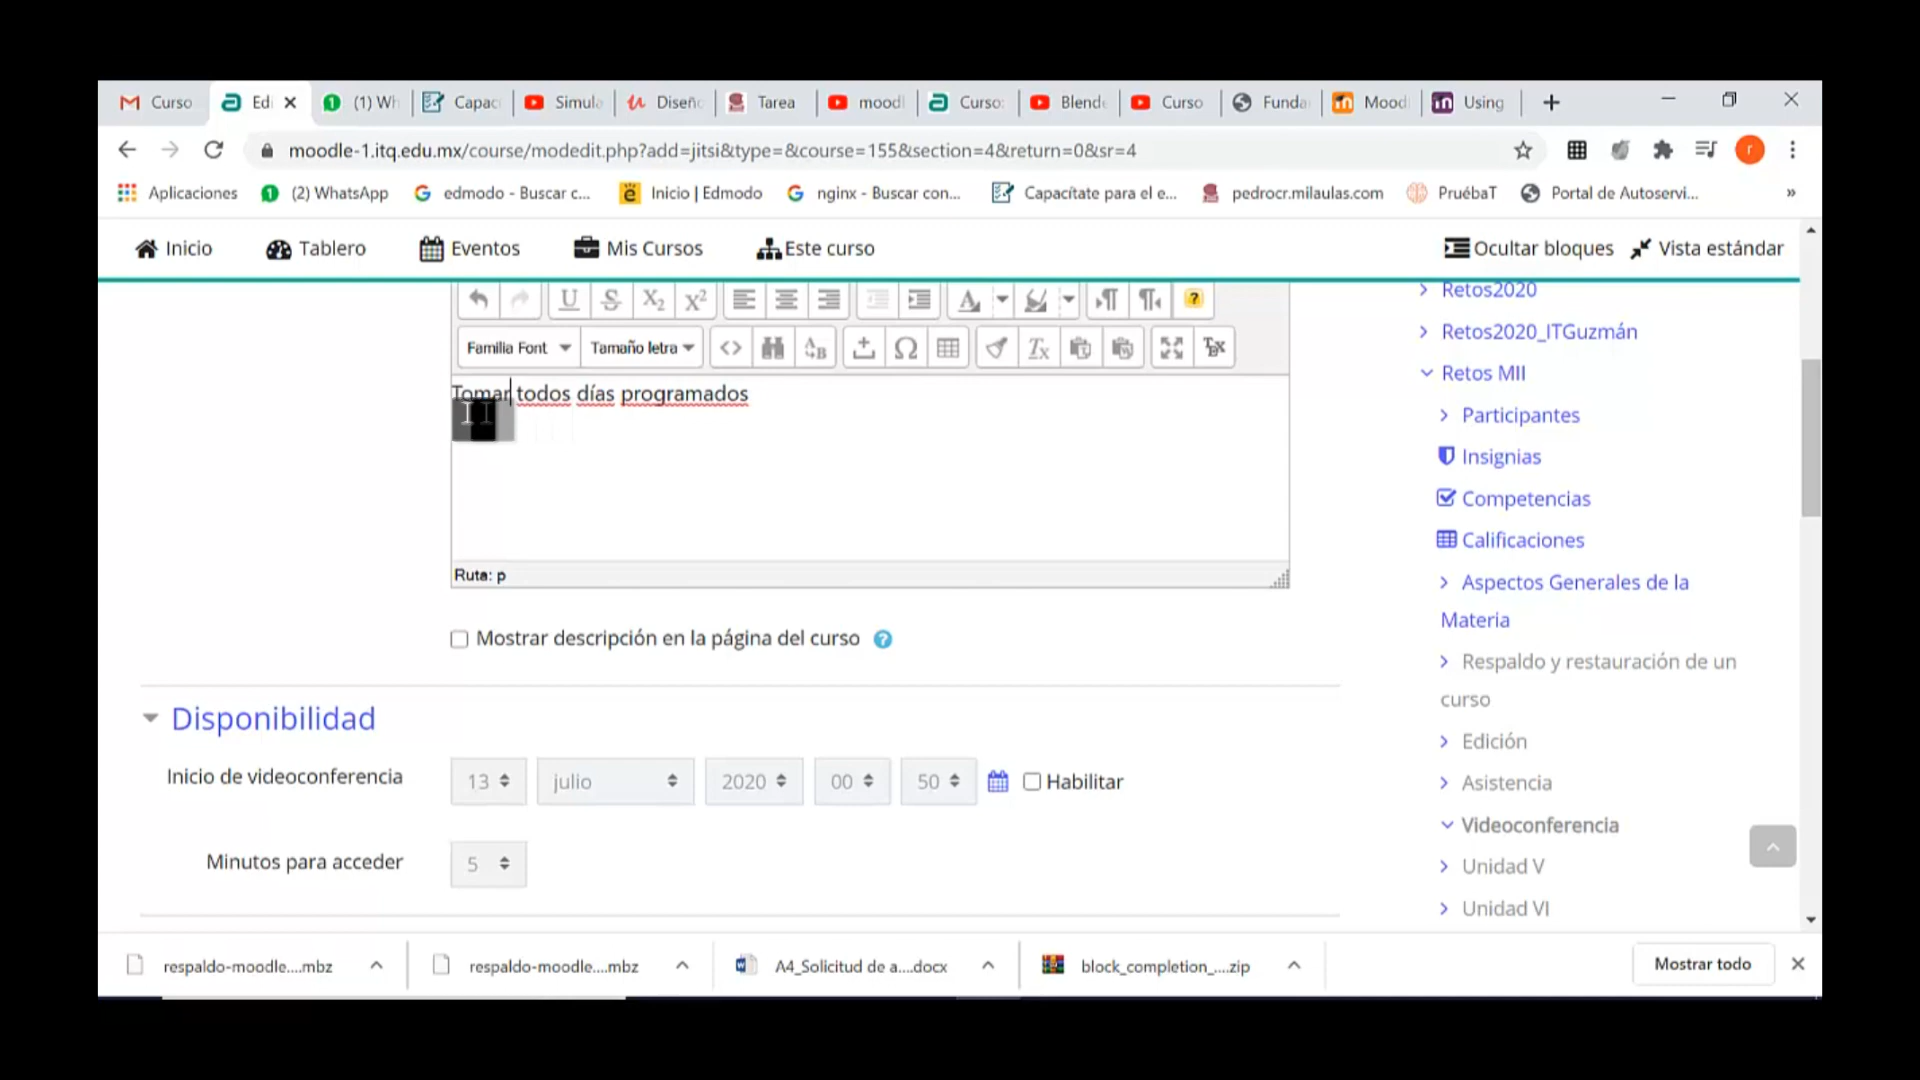 Curso
Edi
(1) Wh
Capac
Simula
Diseño
Tarea
moodl
Curso:
Blende
Curso
Funda
Mood
Using
moodle-1.itq.edu.mx/course/modedit.php?add=jitsi&type=&course=155&section=4&return=0&sr=4
Aplicaciones
(2) WhatsApp
edmodo - Buscar c...
Inicio | Edmodo
nginx - Buscar con...
Capacítate para el e...
pedrocr.milaulas.com
PruébaT
Portal de Autoservi...
»
Inicio
Tablero
Eventos
Mis Cursos
Este curso
Ocultar bloques
Vista estándar
Familia Font
Tamaño letra
Tomar todos días programados
Ruta: p
Mostrar descripción en la página del curso
Disponibilidad
Inicio de videoconferencia
13
julio
2020
00
50
Habilitar
Minutos para acceder
5
Retos2020
Retos2020_ITGuzmán
Retos MII
Participantes
Insignias
Competencias
Calificaciones
Aspectos Generales de la
Materia
Respaldo y restauración de un
curso
Edición
Asistencia
Videoconferencia
Unidad V
Unidad VI
respaldo-moodle....mbz
respaldo-moodle....mbz
A4_Solicitud de a....docx
block_completion_....zip
Mostrar todo